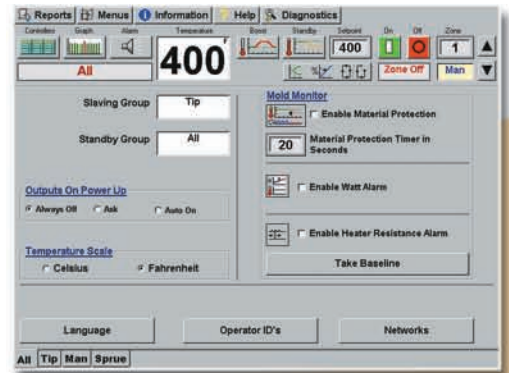 Reports Menus Information Help Diagnostics
Controllers Graph Alarm Temperature Boost Standby Setpoint On Off Zone
400 F 400 1
All Zone Off Man
Slaving Group Tip
Standby Group All
Outputs On Power Up
Always Off Ask Auto On
Temperature Scale
Celsius Fahrenheit
Mold Monitor
Enable Material Protection
20 Material Protection Timer in Seconds
Enable Watt Alarm
Enable Heater Resistance Alarm
Take Baseline
Language Operator ID's Networks
All Tip Man Sprue